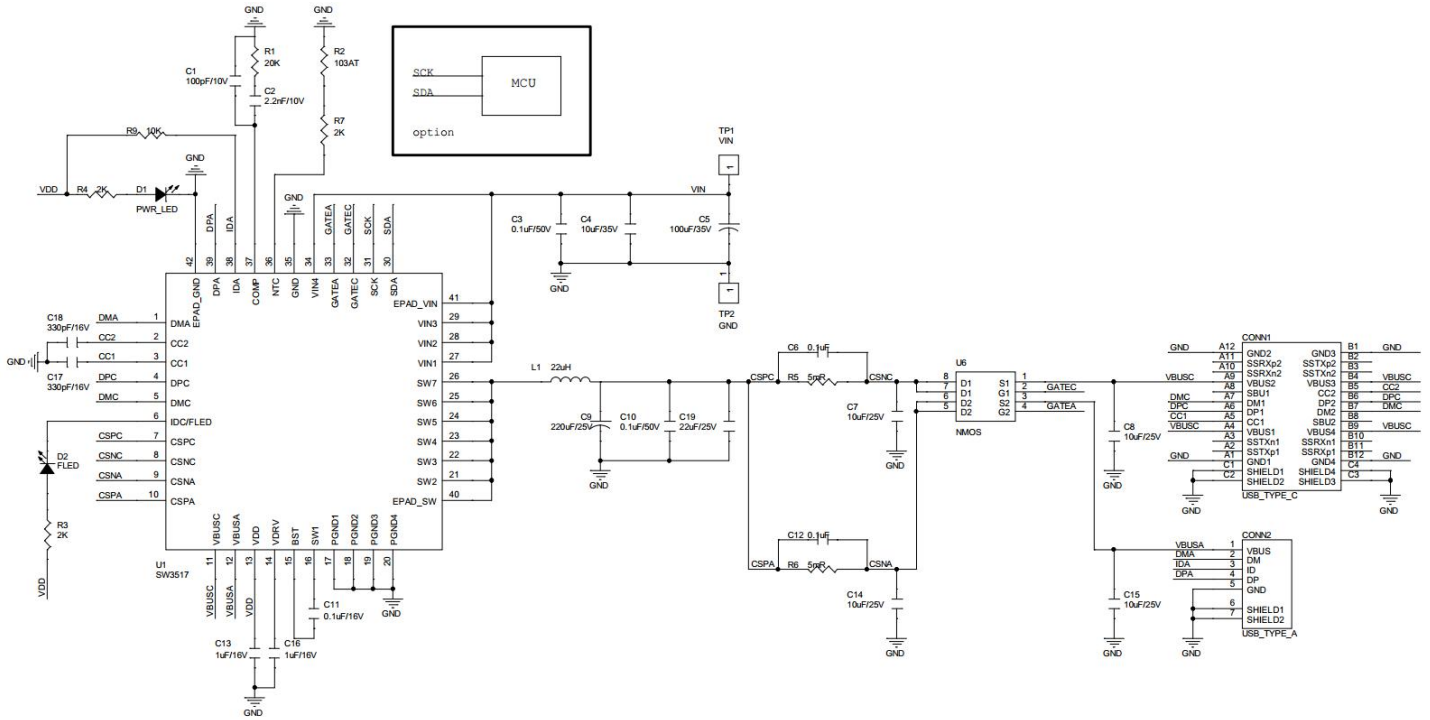 GND
GND
R1
20K
R2
103AT
C1
100pF/10V
C2
2.2nF/10V
R7
2K
SCK
SDA
MCU
option
R9 10K
VDD
R4 2K
D1
PWR_LED
GND
GND
TP1
VIN
1
VIN
C3
0.1uF/50V
C4
10uF/35V
C5
100uF/35V
GND
1
1
TP2
GND
DPA
IDA
GATEA
GATEC
SCK
SDA
42
39
38
37
36
35
34
33
32
31
30
EPAD_GND
DPA
IDA
COMP
NTC
GND
VIN4
GATEA
GATEC
SCK
SDA
C18
330pF/16V
GND
C17
330pF/16V
DMA 1 DMA
CC2 2 CC2
CC1 3 CC1
DPC 4 DPC
DMC 5 DMC
6 IDC/FLED
CSPC 7 CSPC
CSNC 8 CSNC
CSNA 9 CSNA
CSPA 10 CSPA
D2
FLED
R3
2K
VDD
EPAD_VIN 41
VIN3 29
VIN2 28
VIN1 27
SW7 26
SW6 25
SW5 24
SW4 23
SW3 22
SW2 21
EPAD_SW 40
VBUSC
VBUSA
VDD
VDRV
BST
SW1
PGND1
PGND2
PGND3
PGND4
U1
SW3517
11
12
13
14
15
16
17
18
19
20
VBUSC
VBUSA
VDD
C11
0.1uF/16V
GND
C13
1uF/16V
C16
1uF/16V
GND
L1 22uH
C9
220uF/25V
C10
0.1uF/50V
C19
22uF/25V
GND
C6 0.1uF
CSPC
R5 5mR
CSNC
C7
10uF/25V
GND
C12 0.1uF
CSPA
R6 5mR
CSNA
C14
10uF/25V
GND
U6
8 D1 S1 1
7 D1 G1 2 GATEC
6 D2 S2 3
5 D2 G2 4 GATEA
NMOS
C8
10uF/25V
GND
C15
10uF/25V
GND
CONN1
GND A12 GND2 GND3 B1 GND
A11 SSRXp2 SSTXp2 B2
A10 SSRXn2 SSTXn2 B3
VBUSC A9 VBUS2 VBUS3 B4 VBUSC
A8 SBU1 CC2 B5 CC2
DMC A7 DM1 DP2 B6 DPC
DPC A6 DP1 DM2 B7 DMC
CC1 A5 CC1 SBU2 B8
VBUSC A4 VBUS1 VBUS4 B9 VBUSC
A3 SSTXn1 SSRXn1 B10
A2 SSTXp1 SSRXp1 B11
GND A1 GND1 GND4 B12 GND
C1 SHIELD1 SHIELD4 C4
C2 SHIELD2 SHIELD3 C3
USB_TYPE_C
GND
GND
CONN2
VBUSA 1 VBUS
DMA 2 DM
IDA 3 ID
DPA 4 DP
5 GND
6 SHIELD1
7 SHIELD2
USB_TYPE_A
GND